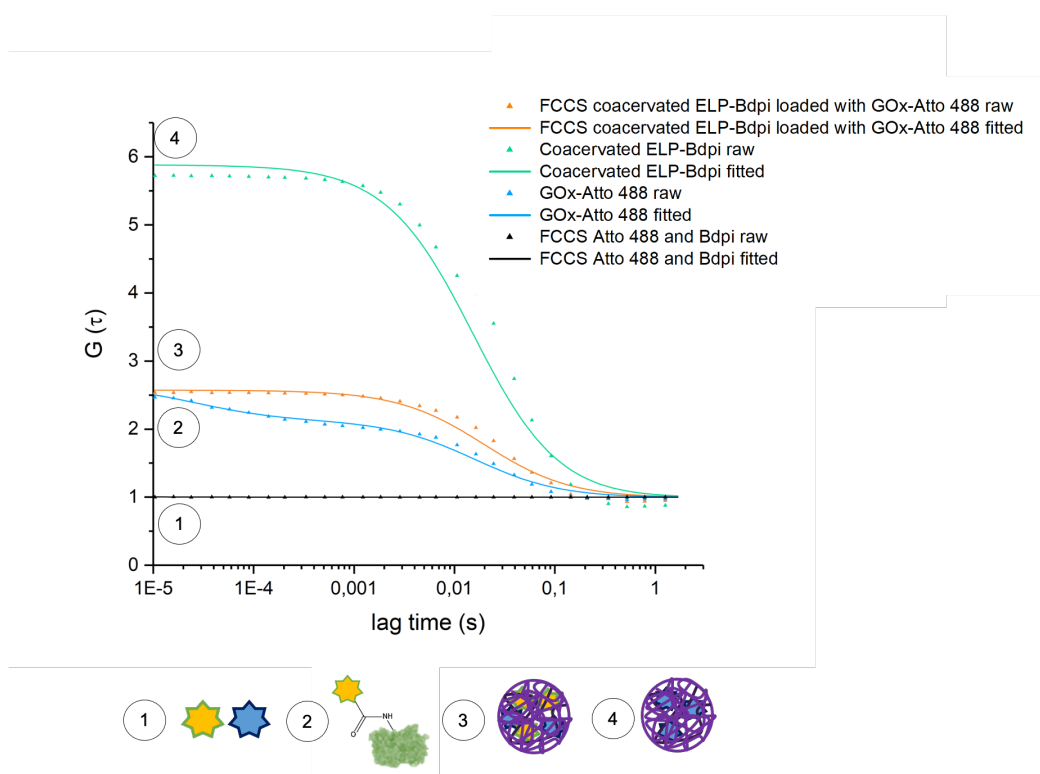 FCCS coacervated ELP-Bdpi loaded with GOx-Atto 488 raw
FCCS coacervated ELP-Bdpi loaded with GOx-Atto 488 fitted
Coacervated ELP-Bdpi raw
Coacervated ELP-Bdpi fitted
GOx-Atto 488 raw
GOx-Atto 488 fitted
FCCS Atto 488 and Bdpi raw
FCCS Atto 488 and Bdpi fitted
4
3
2
1
6
5
4
3
2
1
0
G (τ)
1E-5 1E-4 0,001 0,01 0,1 1
lag time (s)
1 2 3 4
NH
O